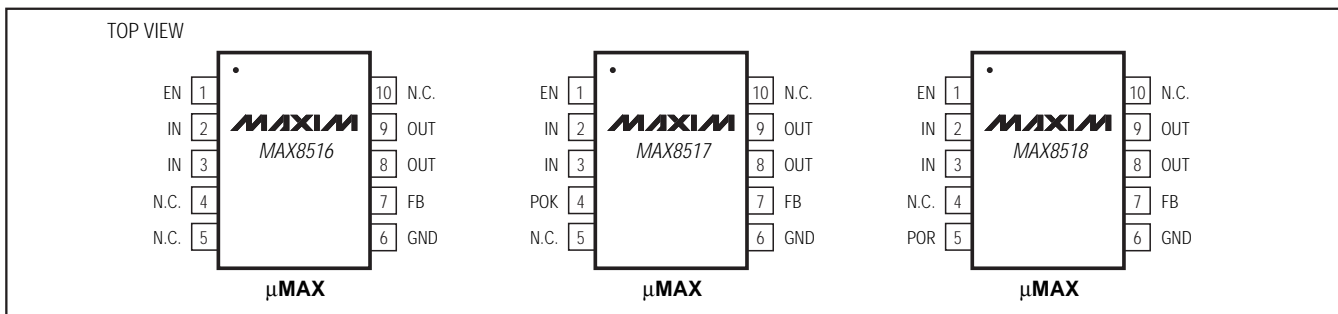 TOP VIEW
EN 1 10 N.C. EN 1 10 N.C. EN 1 10 N.C.
IN 2 MAXIM 9 OUT IN 2 MAXIM 9 OUT IN 2 MAXIM 9 OUT
MAX8516 MAX8517 MAX8518
IN 3 8 OUT IN 3 8 OUT IN 3 8 OUT
N.C. 4 7 FB POK 4 7 FB N.C. 4 7 FB
N.C. 5 6 GND N.C. 5 6 GND POR 5 6 GND
µMAX µMAX µMAX